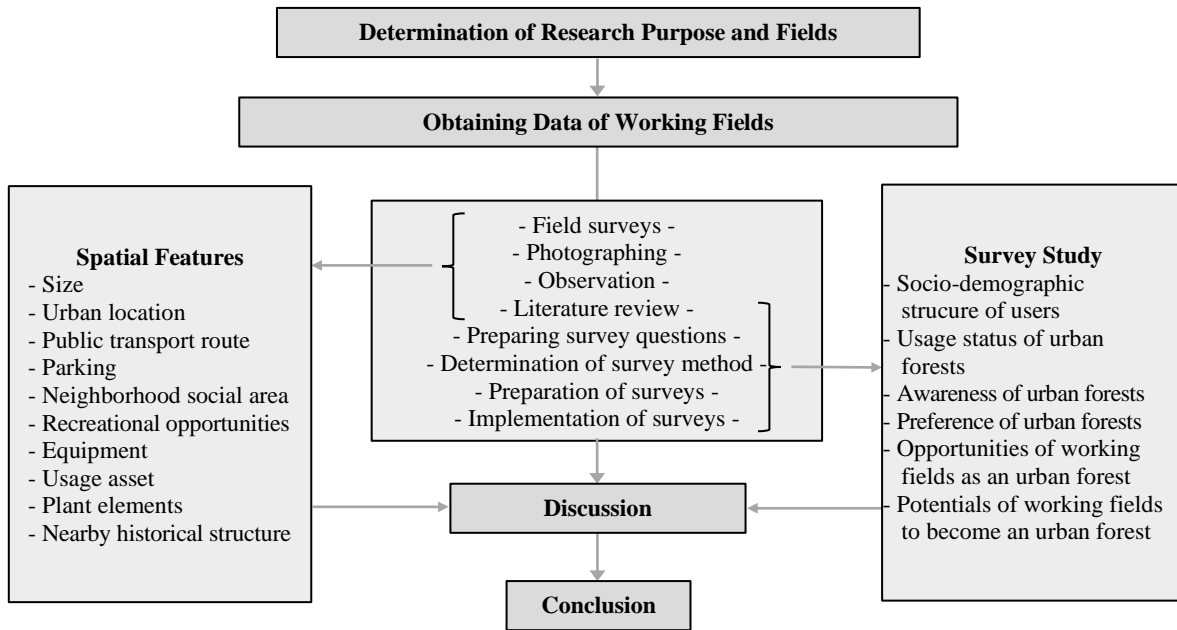 Determination of Research Purpose and Fields
Obtaining Data of Working Fields
Spatial Features
- Size
- Urban location
- Public transport route
- Parking
- Neighborhood social area
- Recreational opportunities
- Equipment
- Usage asset
- Plant elements
- Nearby historical structure
- Field surveys -
- Photographing -
- Observation -
- Literature review -
- Preparing survey questions -
- Determination of survey method -
- Preparation of surveys -
- Implementation of surveys -
Survey Study
- Socio-demographic
strucure of users
- Usage status of urban
forests
- Awareness of urban forests
- Preference of urban forests
- Opportunities of working
fields as an urban forest
- Potentials of working fields
to become an urban forest
Discussion
Conclusion